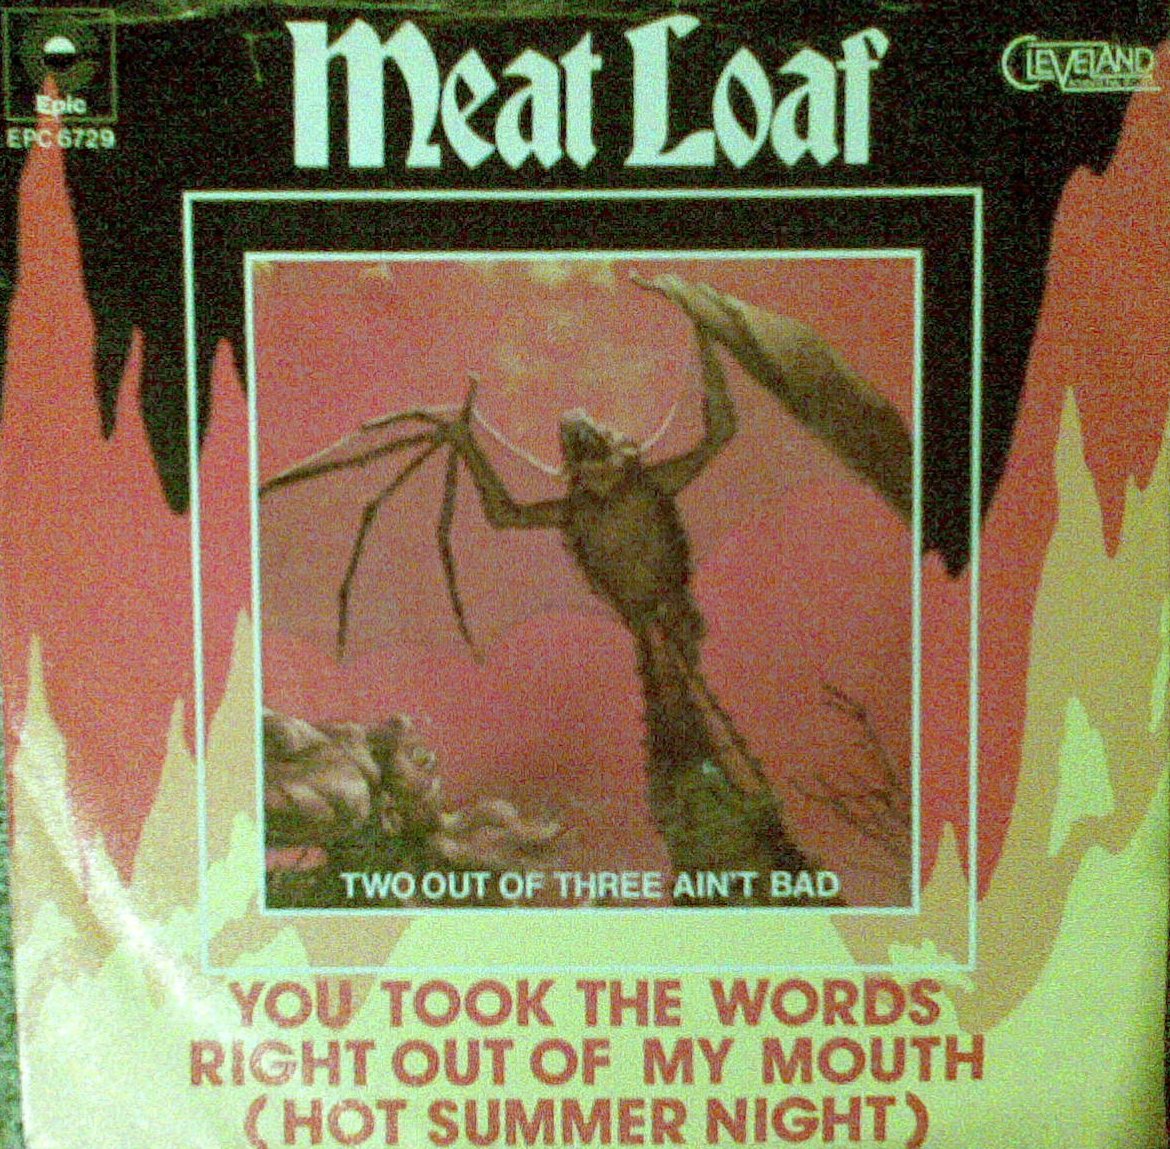 Meat Loaf
Epic
EPC 6729
CLEVELAND
TWO OUT OF THREE AIN'T BAD
YOU TOOK THE WORDS
RIGHT OUT OF MY MOUTH
(HOT SUMMER NIGHT)